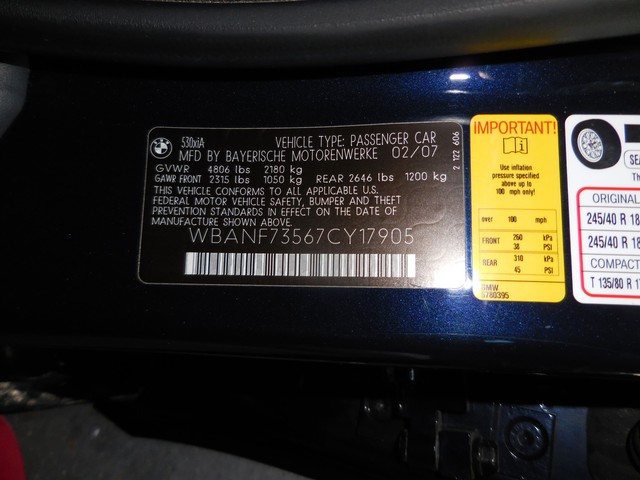 530xiA
VEHICLE TYPE: PASSENGER CAR
MFD BY BAYERISCHE MOTORENWERKE 02/07
GVWR 4806 lbs 2180 kg
GAWR FRONT 2315 lbs 1050 kg REAR 2646 lbs 1200 kg
THIS VEHICLE CONFORMS TO ALL APPLICABLE U.S.
FEDERAL MOTOR VEHICLE SAFETY, BUMPER AND THEFT
PREVENTION STANDARDS IN EFFECT ON THE DATE OF
MANUFACTURE SHOWN ABOVE.
WBANF73567CY17905
2 122 606
IMPORTANT!
Use inflation
pressure specified
above up to
100 mph only!
over 100 mph
FRONT 260 kPa
38 PSI
REAR 310 kPa
45 PSI
BMW
6780395
SEA
Th
ORIGINAL
245/40 R 18
245/40 R 18
COMPACT
T 135/80 R 1